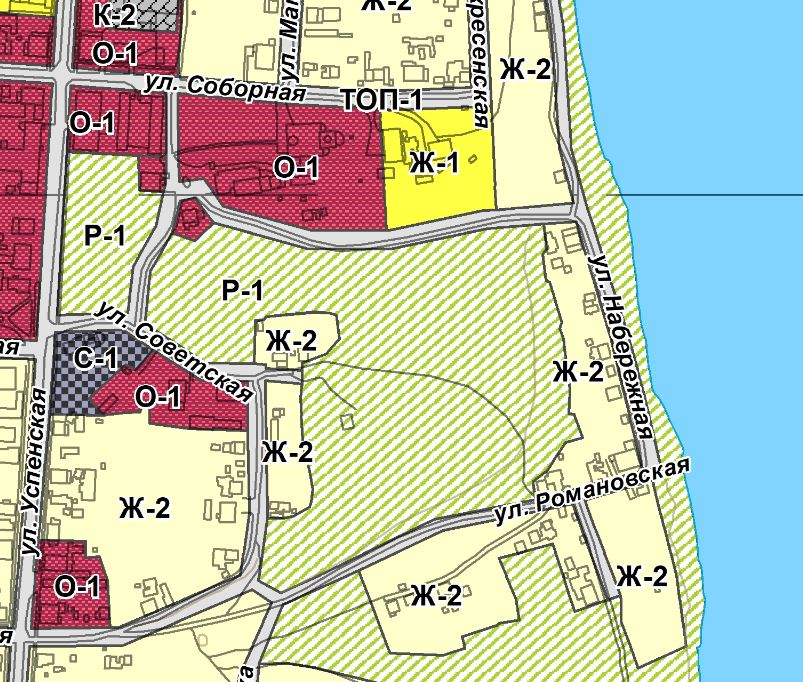 К-2
Ж-2
О-1
Ж-2
ул. Соборная
ТОП-1
О-1
О-1
Ж-1
Р-1
Р-1
ул. Набережная
ул. Советская
Ж-2
С-1
О-1
Ж-2
ул. Успенская
Ж-2
Ж-2
ул. Романовская
О-1
Ж-2
Ж-2